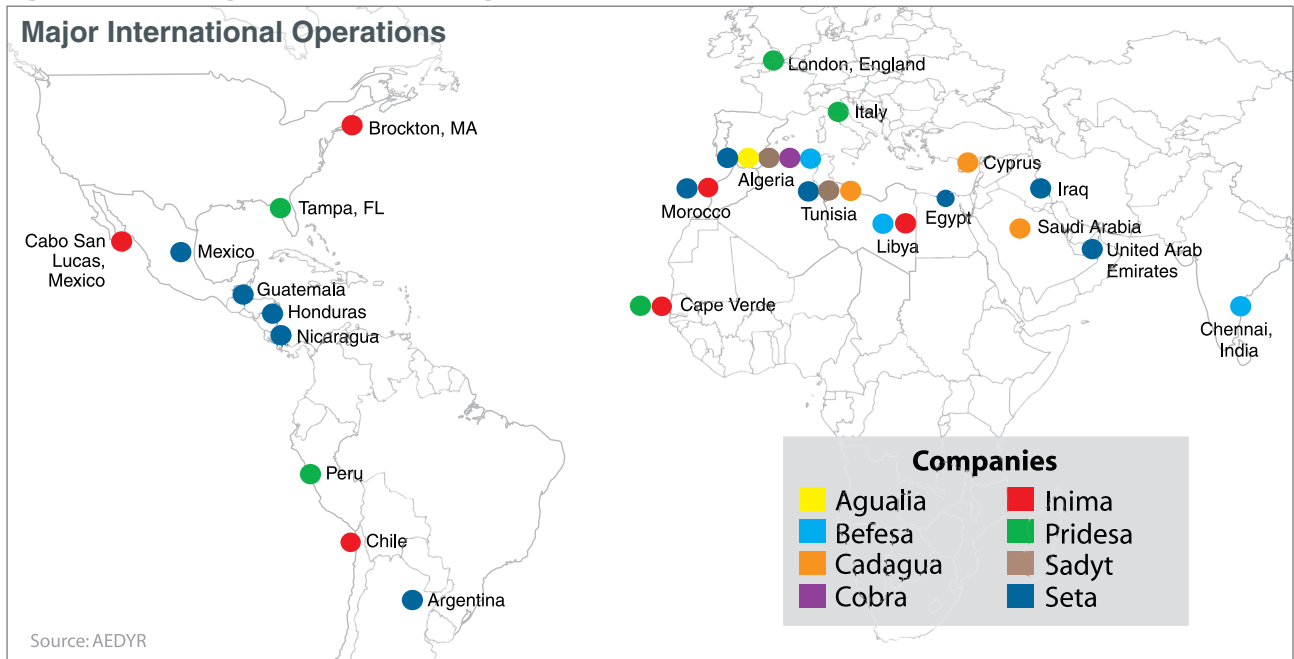 Major International Operations
London, England
Italy
Brockton, MA
Algeria
Cyprus
Iraq
Morocco
Tunisia
Egypt
Tampa, FL
Libya
Saudi Arabia
Cabo San
Lucas,
Mexico
Mexico
United Arab
Emirates
Guatemala
Honduras
Nicaragua
Cape Verde
Chennai,
India
Peru
Chile
Argentina
Companies
Agualia
Befesa
Cadagua
Cobra
Inima
Pridesa
Sadyt
Seta
Source: AEDYR